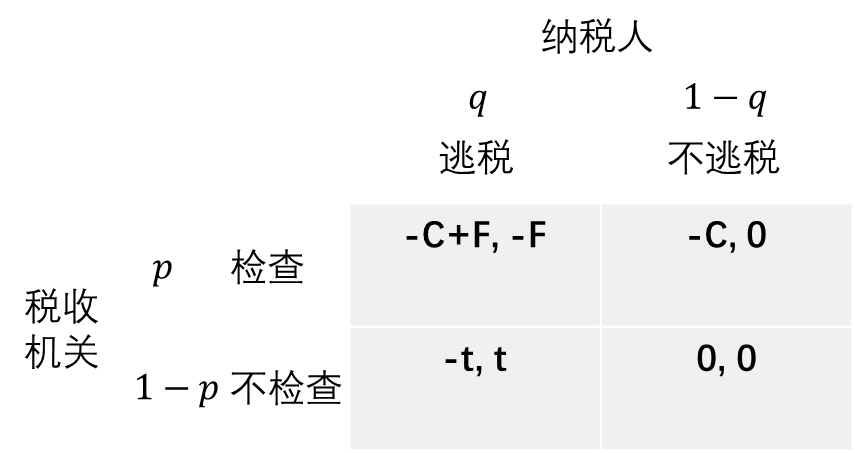 纳税人
q 1 − q
逃税 不逃税
-C+F, -F -C, 0
p 检查
税收
机关
-t, t 0, 0
1 − p 不检查